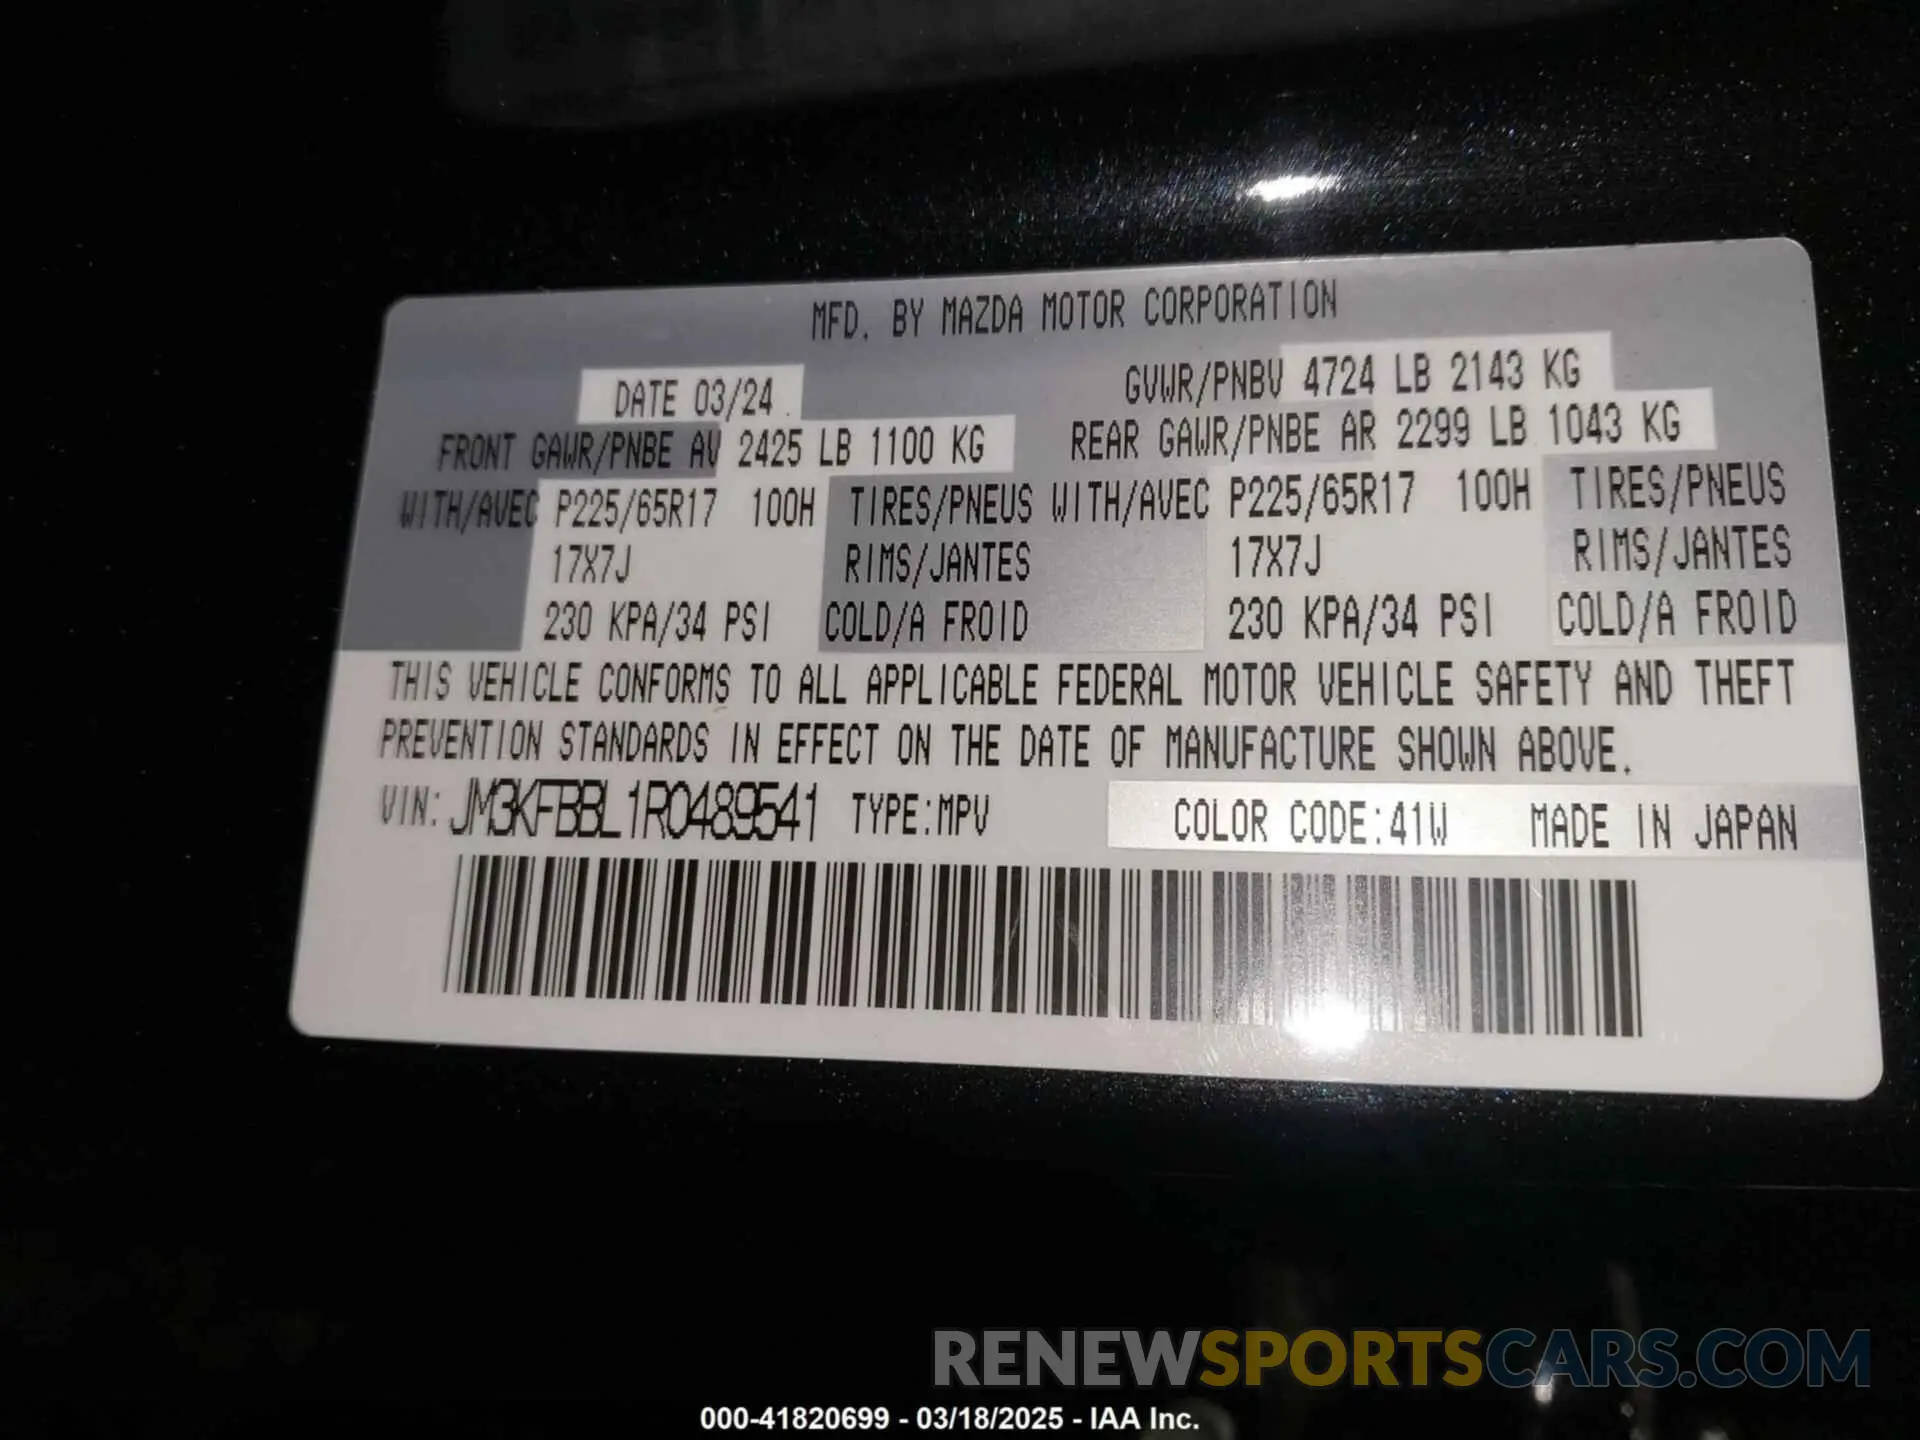 MFD. BY MAZDA MOTOR CORPORATION
DATE 03/24 GVWR/PNBV 4724 LB 2143 KG
FRONT GAWR/PNBE AV 2425 LB 1100 KG REAR GAWR/PNBE AR 2299 LB 1043 KG
WITH/AVEC P225/65R17 100H TIRES/PNEUS WITH/AVEC P225/65R17 100H TIRES/PNEUS
17X7J RIMS/JANTES 17X7J RIMS/JANTES
230 KPA/34 PSI COLD/A FROID 230 KPA/34 PSI COLD/A FROID
THIS VEHICLE CONFORMS TO ALL APPLICABLE FEDERAL MOTOR VEHICLE SAFETY AND THEFT
PREVENTION STANDARDS IN EFFECT ON THE DATE OF MANUFACTURE SHOWN ABOVE.
VIN: JM3KFBBL1R0489541 TYPE:MPV COLOR CODE:41W MADE IN JAPAN
RENEWSPORTSCARS.COM
000-41820699 - 03/18/2025 - IAA Inc.